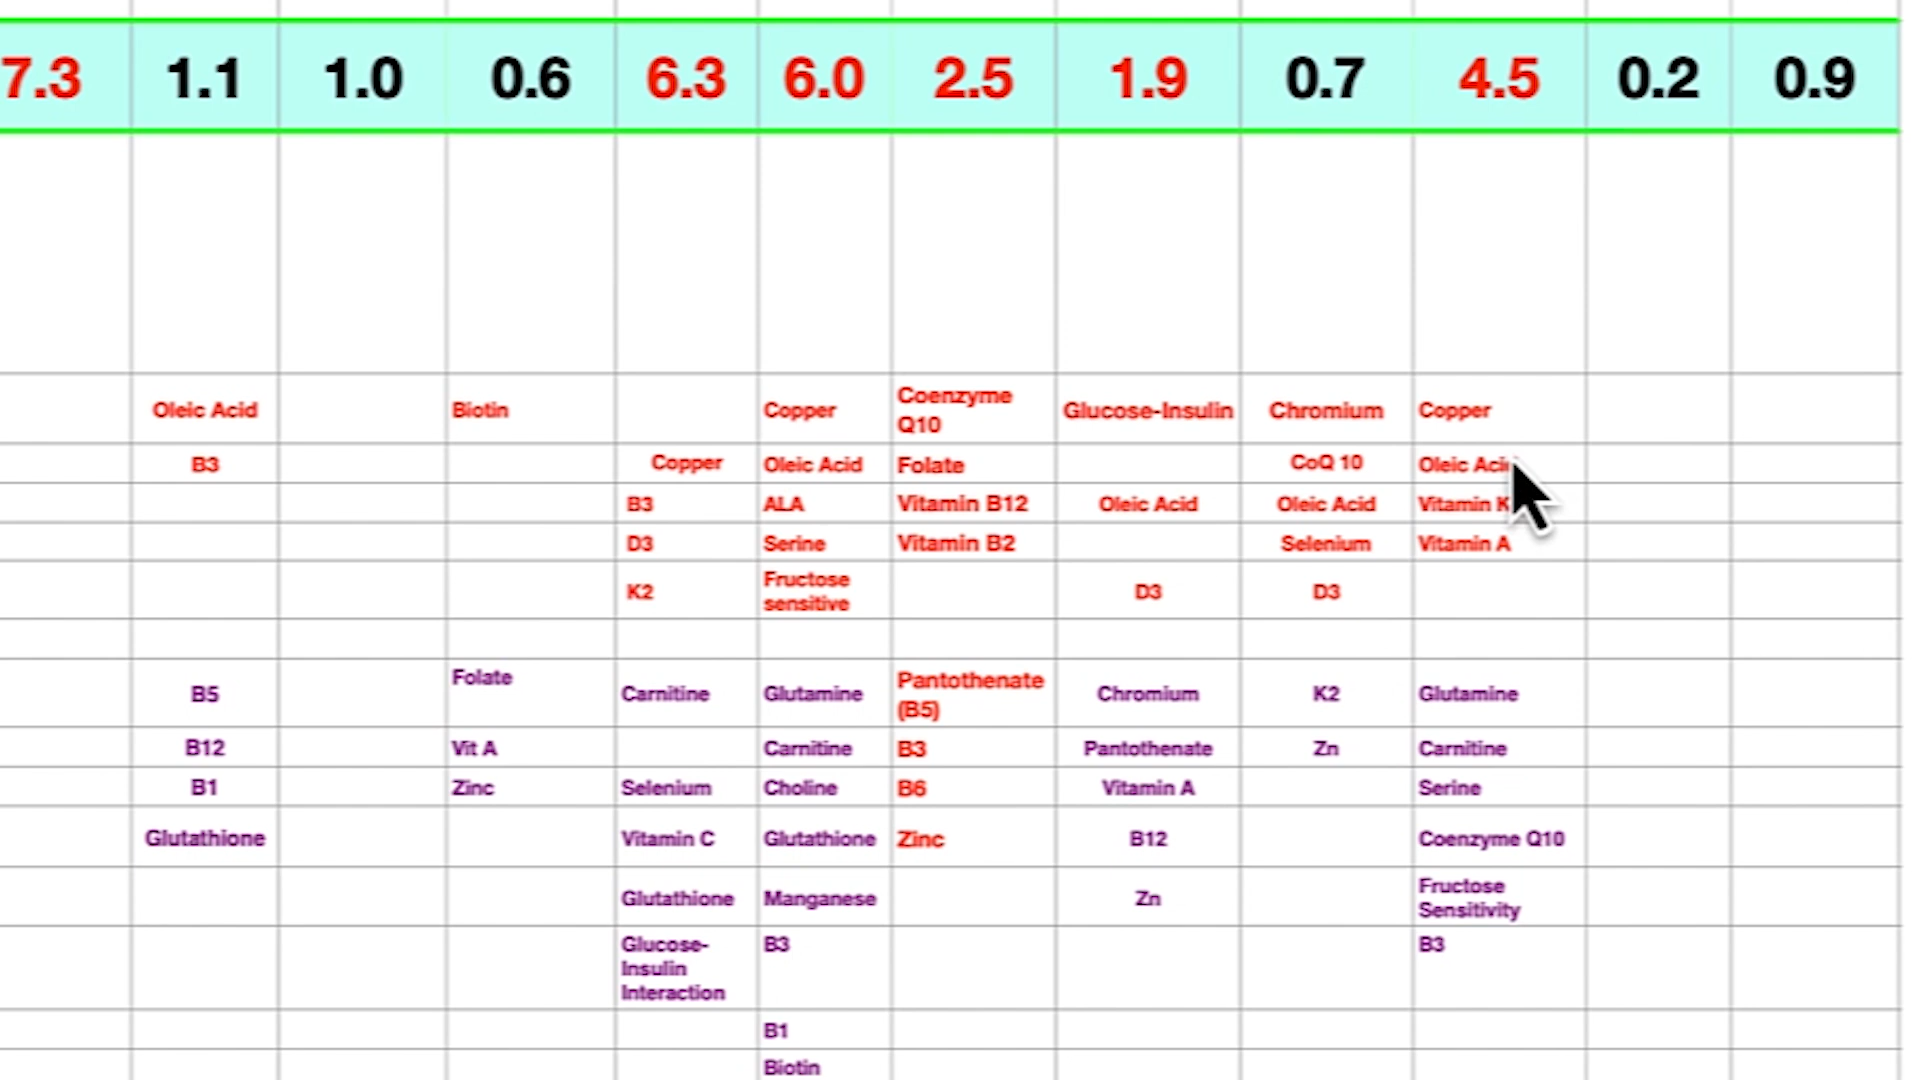 7.3 1.1 1.0 0.6 6.3 6.0 2.5 1.9 0.7 4.5 0.2 0.9
Oleic Acid Biotin Copper Coenzyme Q10 Glucose-Insulin Chromium Copper
B3 Copper Oleic Acid Folate CoQ 10 Oleic Acid
B3 ALA Vitamin B12 Oleic Acid Oleic Acid Vitamin K
D3 Serine Vitamin B2 Selenium Vitamin A
K2 Fructose sensitive D3 D3
B5 Folate Carnitine Glutamine Pantothenate (B5) Chromium K2 Glutamine
B12 Vit A Carnitine B3 Pantothenate Zn Carnitine
B1 Zinc Selenium Choline B6 Vitamin A Serine
Glutathione Vitamin C Glutathione Zinc B12 Coenzyme Q10
Glutathione Manganese Zn Fructose Sensitivity
Glucose-Insulin Interaction B3 B3
B1
Biotin